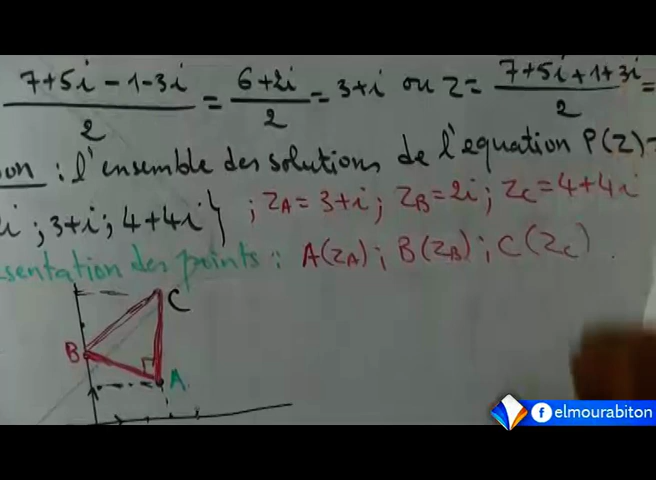 7+5i-1-3i/2 = 6+2i/2 = 3+i ou z = 7+5i+1+3i/2 =
on : l'ensemble des solutions de l'equation P(z)=
i ; 3+i ; 4+4i} ; zA = 3+i ; zB = 2i ; zC = 4+4i
sentation des points : A(zA) ; B(zB) ; C(zC).
C
B
A
elmourabiton